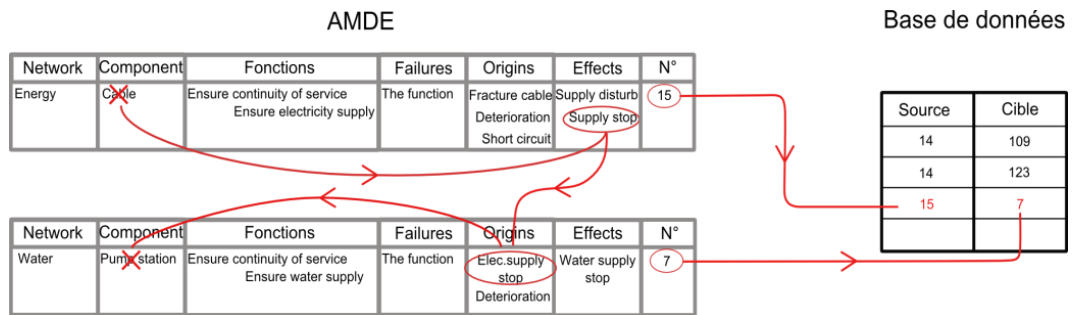 AMDE
Base de données
Network Component Fonctions Failures Origins Effects N°
Energy Cable Ensure continuity of service The function Fracture cable Supply disturb 15
Ensure electricity supply Deterioration Supply stop
Short circuit
Source Cible
14 109
14 123
15 7
Network Component Fonctions Failures Origins Effects N°
Water Pump station Ensure continuity of service The function Elec.supply Water supply 7
Ensure water supply stop stop
Deterioration